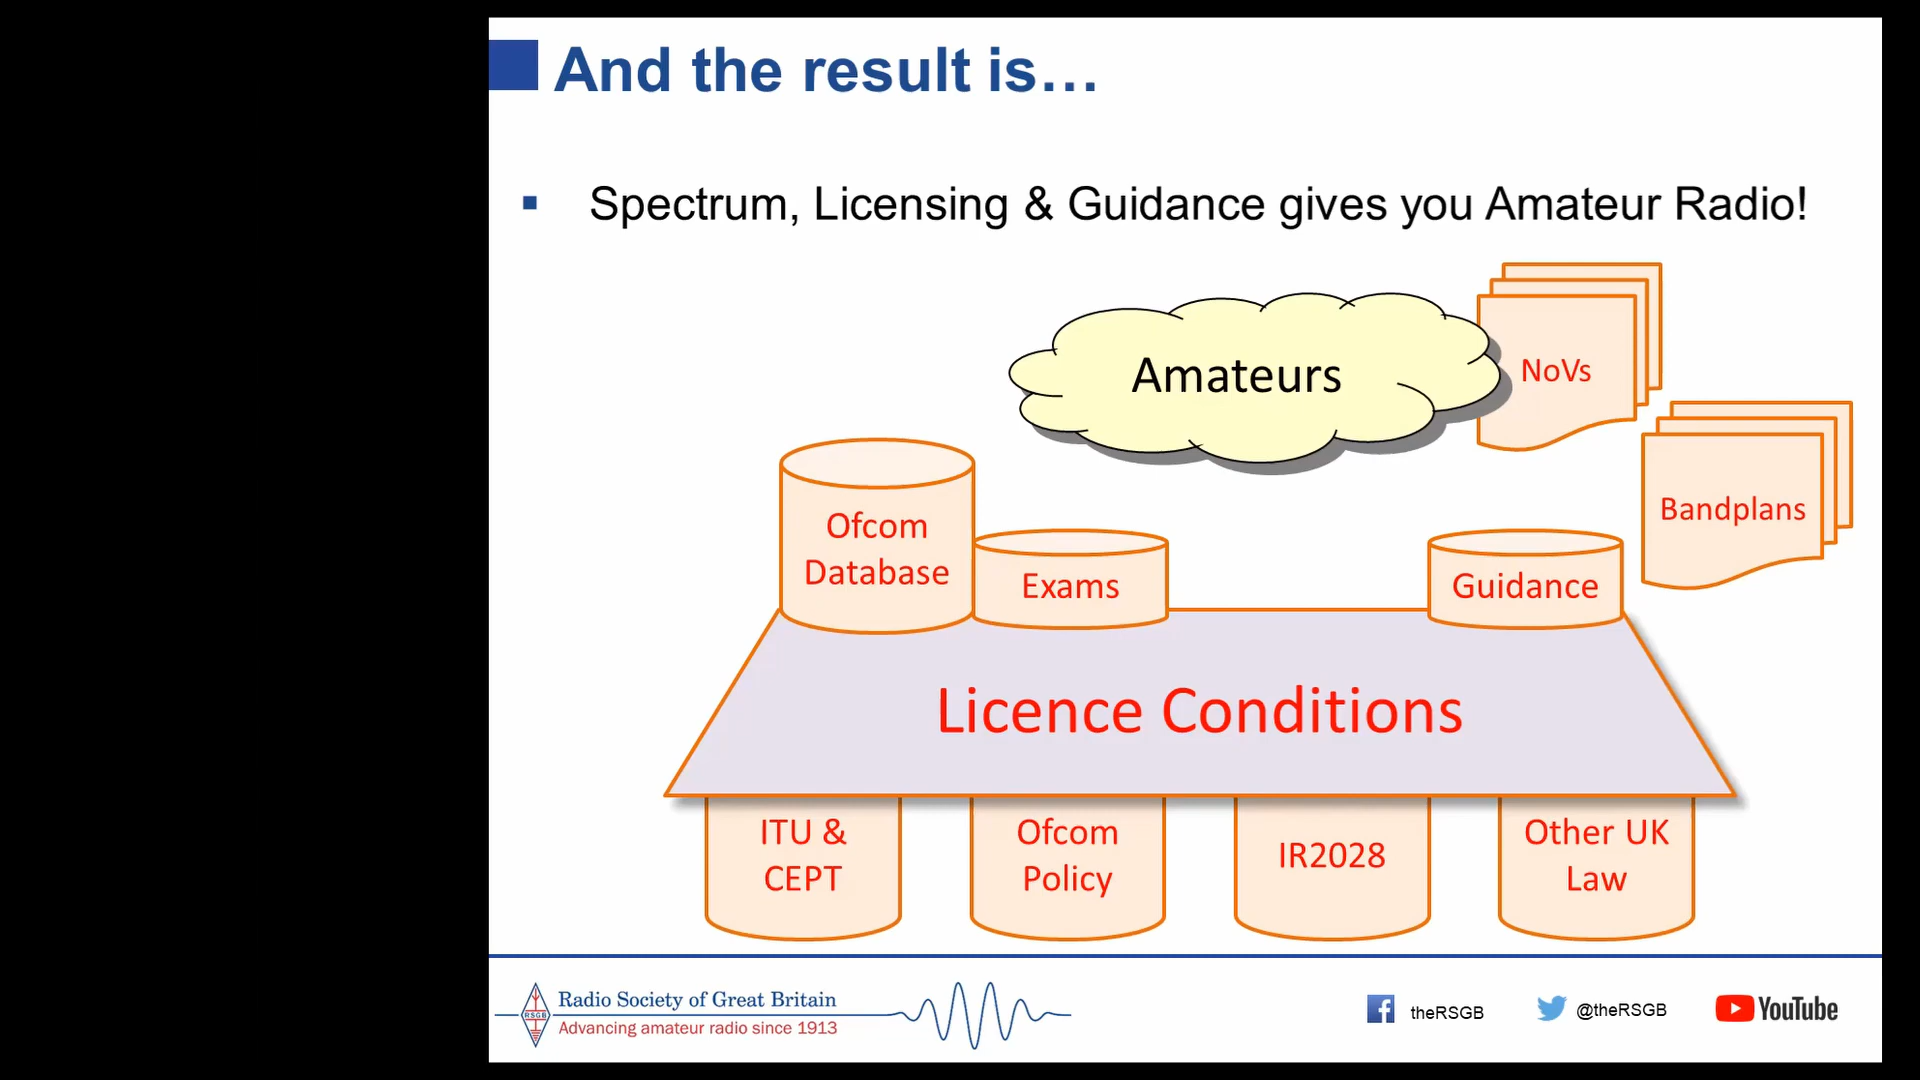 And the result is…
Spectrum, Licensing & Guidance gives you Amateur Radio!
Amateurs
NoVs
Bandplans
Ofcom
Database
Exams
Guidance
Licence Conditions
ITU &
CEPT
Ofcom
Policy
IR2028
Other UK
Law
RSGB
Radio Society of Great Britain
Advancing amateur radio since 1913
theRSGB
@theRSGB
YouTube